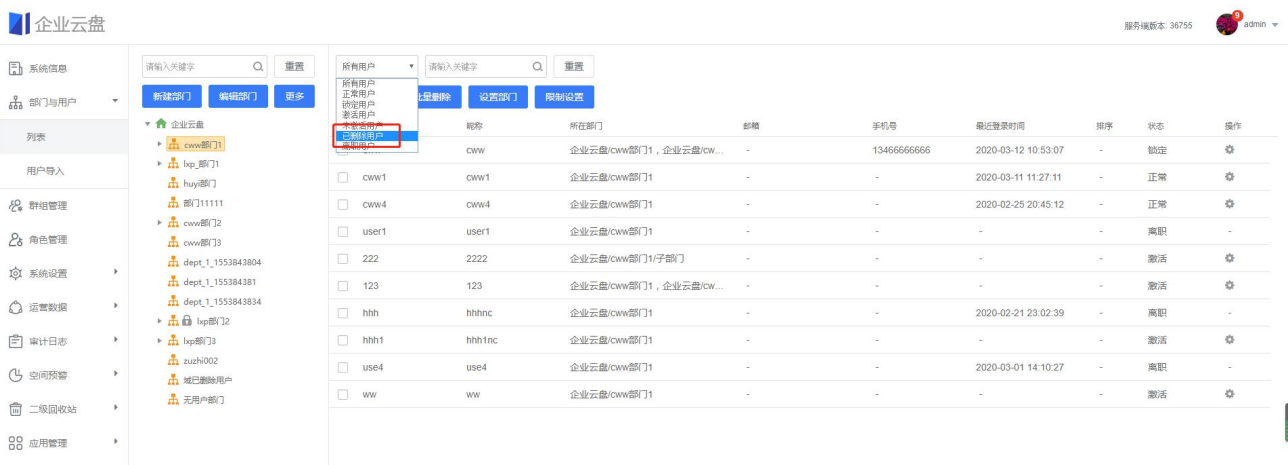 企业云盘
服务端版本: 36755
9
admin
系统信息
部门与用户
列表
用户导入
群组管理
角色管理
系统设置
运营数据
审计日志
空间预警
二级回收站
应用管理
请输入关键字
重置
新建部门 编辑部门 更多
企业云盘
cww部门1
lxp_部门1
huyi部门
部门11111
cww部门2
cww部门3
dept_1_1553843804
dept_1_155384381
dept_1_1553843834
lxp部门2
lxp部门3
zuzhi002
域已删除用户
无用户部门
所有用户 请输入关键字 重置
所有用户
正常用户
锁定用户
激活用户
未激活用户
已删除用户
离职用户
批量删除 设置部门 限制设置
昵称 所在部门 邮箱 手机号 最近登录时间 排序 状态 操作
cww 企业云盘/cww部门1，企业云盘/cw... - 13466666666 2020-03-12 10:53:07 - 锁定
cww1 cww1 企业云盘/cww部门1 - - 2020-03-11 11:27:11 - 正常
cww4 cww4 企业云盘/cww部门1 - - 2020-02-25 20:45:12 - 正常
user1 user1 企业云盘/cww部门1 - - - - 离职 -
222 2222 企业云盘/cww部门1/子部门 - - - - 激活
123 123 企业云盘/cww部门1，企业云盘/cw... - - - - 激活
hhh hhhnc 企业云盘/cww部门1 - - 2020-02-21 23:02:39 - 离职 -
hhh1 hhh1nc 企业云盘/cww部门1 - - - - 激活
use4 use4 企业云盘/cww部门1 - - 2020-03-01 14:10:27 - 离职 -
ww ww 企业云盘/cww部门1 - - - - 激活